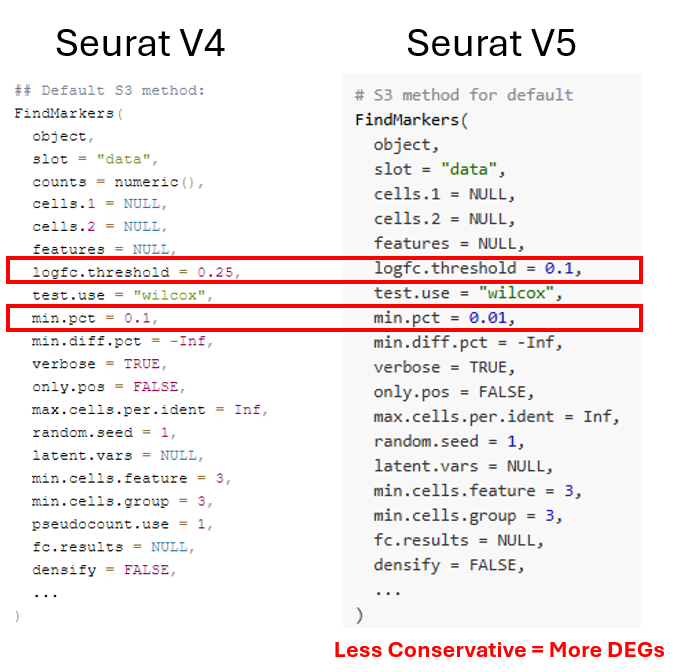 Seurat V4
## Default S3 method:
FindMarkers(
object,
slot = "data",
counts = numeric(),
cells.1 = NULL,
cells.2 = NULL,
features = NULL,
logfc.threshold = 0.25,
test.use = "wilcox",
min.pct = 0.1,
min.diff.pct = -Inf,
verbose = TRUE,
only.pos = FALSE,
max.cells.per.ident = Inf,
random.seed = 1,
latent.vars = NULL,
min.cells.feature = 3,
min.cells.group = 3,
pseudocount.use = 1,
fc.results = NULL,
densify = FALSE,
...
)
Seurat V5
# S3 method for default
FindMarkers(
object,
slot = "data",
cells.1 = NULL,
cells.2 = NULL,
features = NULL,
logfc.threshold = 0.1,
test.use = "wilcox",
min.pct = 0.01,
min.diff.pct = -Inf,
verbose = TRUE,
only.pos = FALSE,
max.cells.per.ident = Inf,
random.seed = 1,
latent.vars = NULL,
min.cells.feature = 3,
min.cells.group = 3,
fc.results = NULL,
densify = FALSE,
...
)
Less Conservative = More DEGs